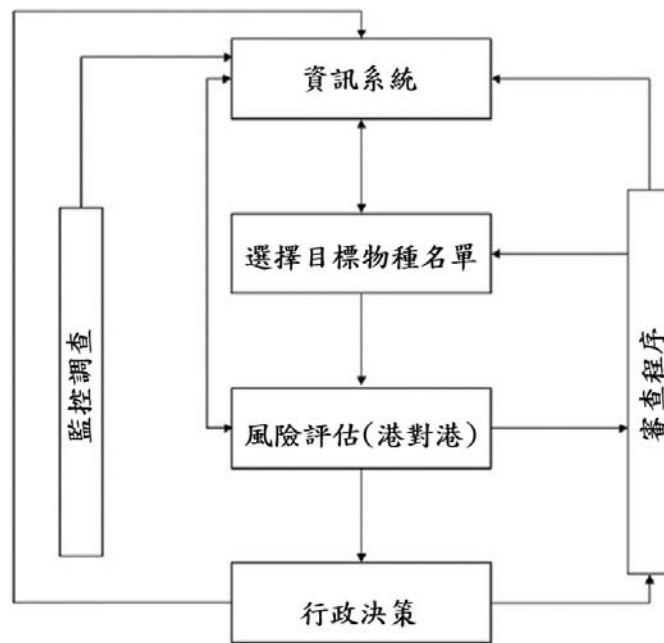 資訊系統
選擇目標物種名單
監控調查
審查程序
風險評估(港對港)
行政決策